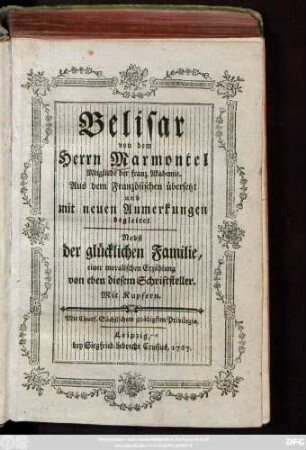 Belisar
von dem
Herrn Marmontel
Mitgliede der franz. Akademie.
Aus dem Französischen übersetzt
und
mit neuen Anmerkungen
begleitet.
Nebst
der glücklichen Familie,
einer moralischen Erzählung
von eben diesem Schriftsteller.
Mit Kupfern.
Mit Churf. Sächsischem gnädigstem Privilegio.
Leipzig,
bey Siegfried Lebrecht Crusius, 1767.